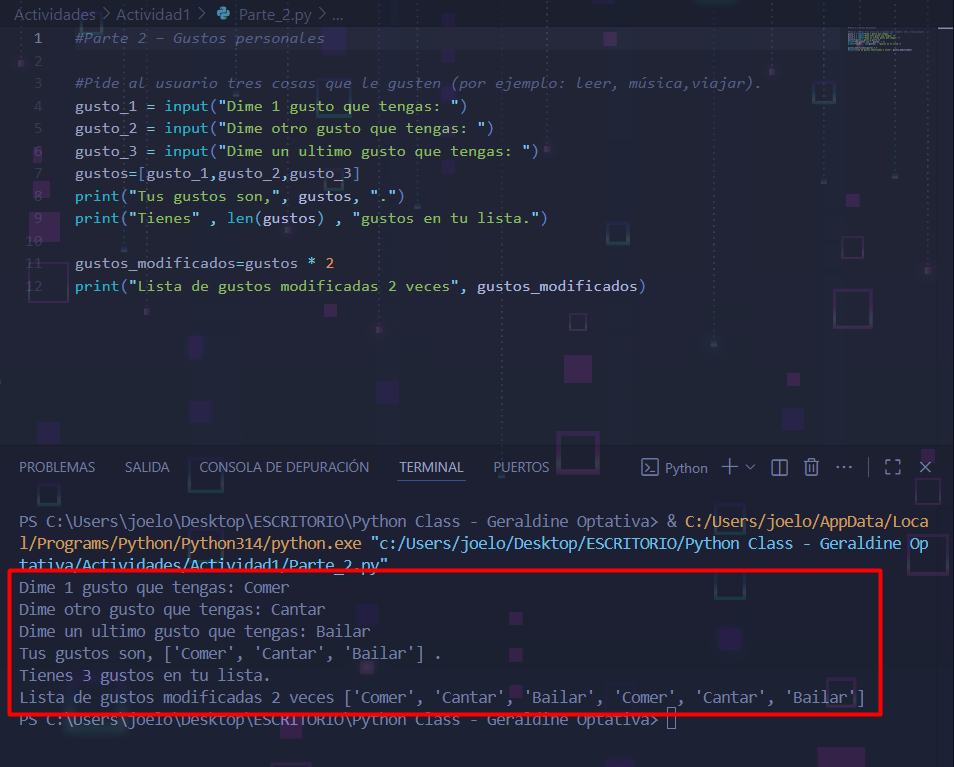 Actividades > Actividad1 > Parte_2.py > ...
1 #Parte 2 – Gustos personales
2
3 #Pide al usuario tres cosas que le gusten (por ejemplo: leer, música,viajar).
4 gusto_1 = input("Dime 1 gusto que tengas: ")
5 gusto_2 = input("Dime otro gusto que tengas: ")
6 gusto_3 = input("Dime un ultimo gusto que tengas: ")
7 gustos=[gusto_1,gusto_2,gusto_3]
8 print("Tus gustos son,", gustos, ".")
9 print("Tienes" , len(gustos) , "gustos en tu lista.")
10
11 gustos_modificados=gustos * 2
12 print("Lista de gustos modificadas 2 veces", gustos_modificados)
PROBLEMAS SALIDA CONSOLA DE DEPURACIÓN TERMINAL PUERTOS Python
PS C:\Users\joelo\Desktop\ESCRITORIO\Python Class - Geraldine Optativa> & C:/Users/joelo/AppData/Loca
l/Programs/Python/Python314/python.exe "c:/Users/joelo/Desktop/ESCRITORIO/Python Class - Geraldine Op
tativa/Actividades/Actividad1/Parte_2.py"
Dime 1 gusto que tengas: Comer
Dime otro gusto que tengas: Cantar
Dime un ultimo gusto que tengas: Bailar
Tus gustos son, ['Comer', 'Cantar', 'Bailar'] .
Tienes 3 gustos en tu lista.
Lista de gustos modificadas 2 veces ['Comer', 'Cantar', 'Bailar', 'Comer', 'Cantar', 'Bailar']
PS C:\Users\joelo\Desktop\ESCRITORIO\Python Class - Geraldine Optativa>